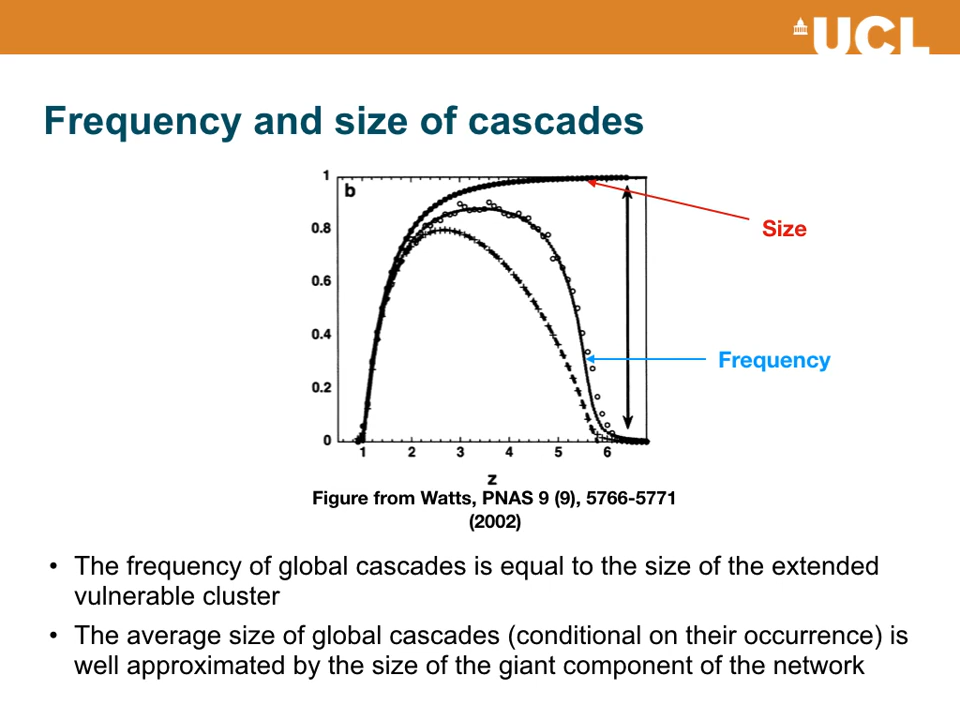 UCL
Frequency and size of cascades
b
1
0.8
0.6
0.4
0.2
0
1 2 3 4 5 6
z
Size
Frequency
Figure from Watts, PNAS 9 (9), 5766-5771
(2002)
• The frequency of global cascades is equal to the size of the extended
vulnerable cluster
• The average size of global cascades (conditional on their occurrence) is
well approximated by the size of the giant component of the network